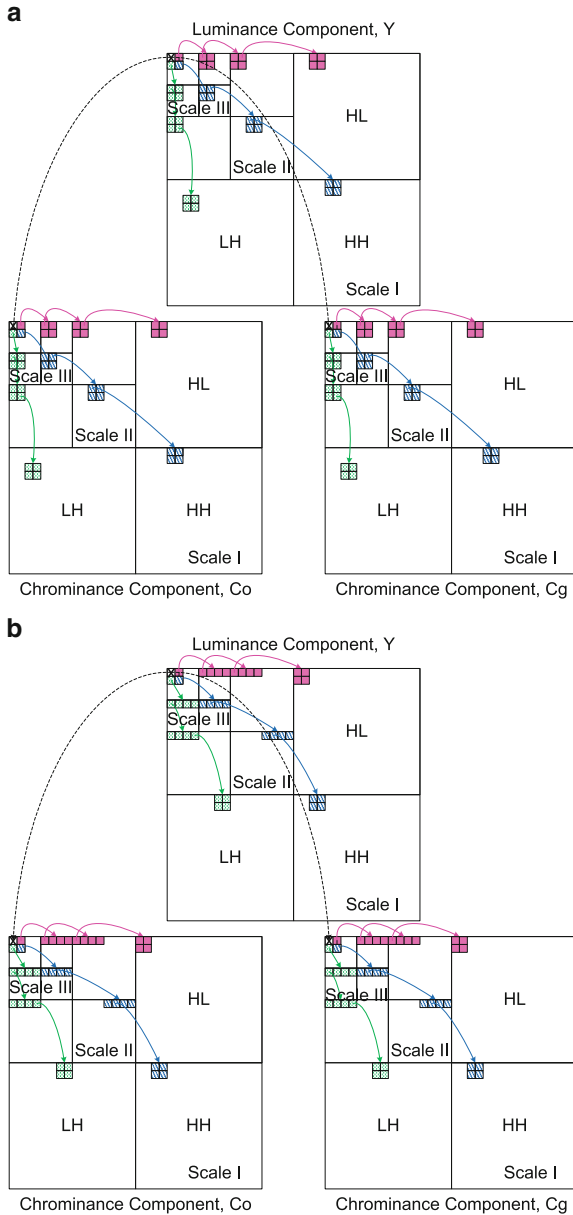 a
Luminance Component, Y
Scale III
HL
Scale II
LH
HH
Scale I
Scale III
HL
Scale II
LH
HH
Scale I
Chrominance Component, Co
Scale III
HL
Scale II
LH
HH
Scale I
Chrominance Component, Cg
b
Luminance Component, Y
Scale III
HL
Scale II
LH
HH
Scale I
Scale III
HL
Scale II
LH
HH
Scale I
Chrominance Component, Co
Scale III
HL
Scale II
LH
HH
Scale I
Chrominance Component, Cg